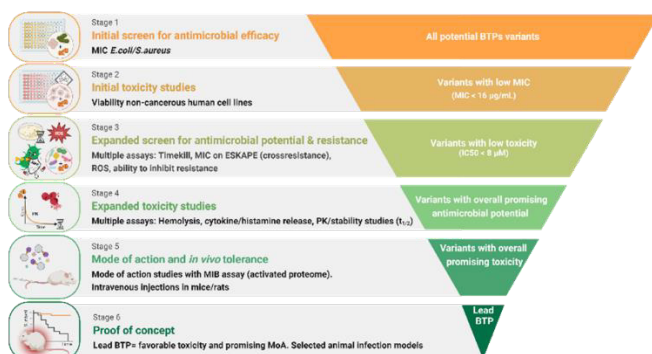 Stage 1
Initial screen for antimicrobial efficacy
MIC E.coli/S.aureus
All potential BTPs variants
Stage 2
Initial toxicity studies
Viability non-cancerous human cell lines
Variants with low MIC
(MIC < 16 µg/mL)
Stage 3
Expanded screen for antimicrobial potential & resistance
Multiple assays: Timekill, MIC on ESKAPE (crossresistance),
ROS, ability to inhibit resistance
Variants with low toxicity
(IC50 < 8 µM)
Stage 4
Expanded toxicity studies
Multiple assays: Hemolysis, cytokine/histamine release, PK/stability studies (t1/2)
Variants with overall promising
antimicrobial potential
Stage 5
Mode of action and in vivo tolerance
Mode of action studies with MIB assay (activated proteome).
Intravenous injections in mice/rats
Variants with overall
promising toxicity
Stage 6
Proof of concept
Lead BTP= favorable toxicity and promising MoA. Selected animal infection models
Lead
BTP